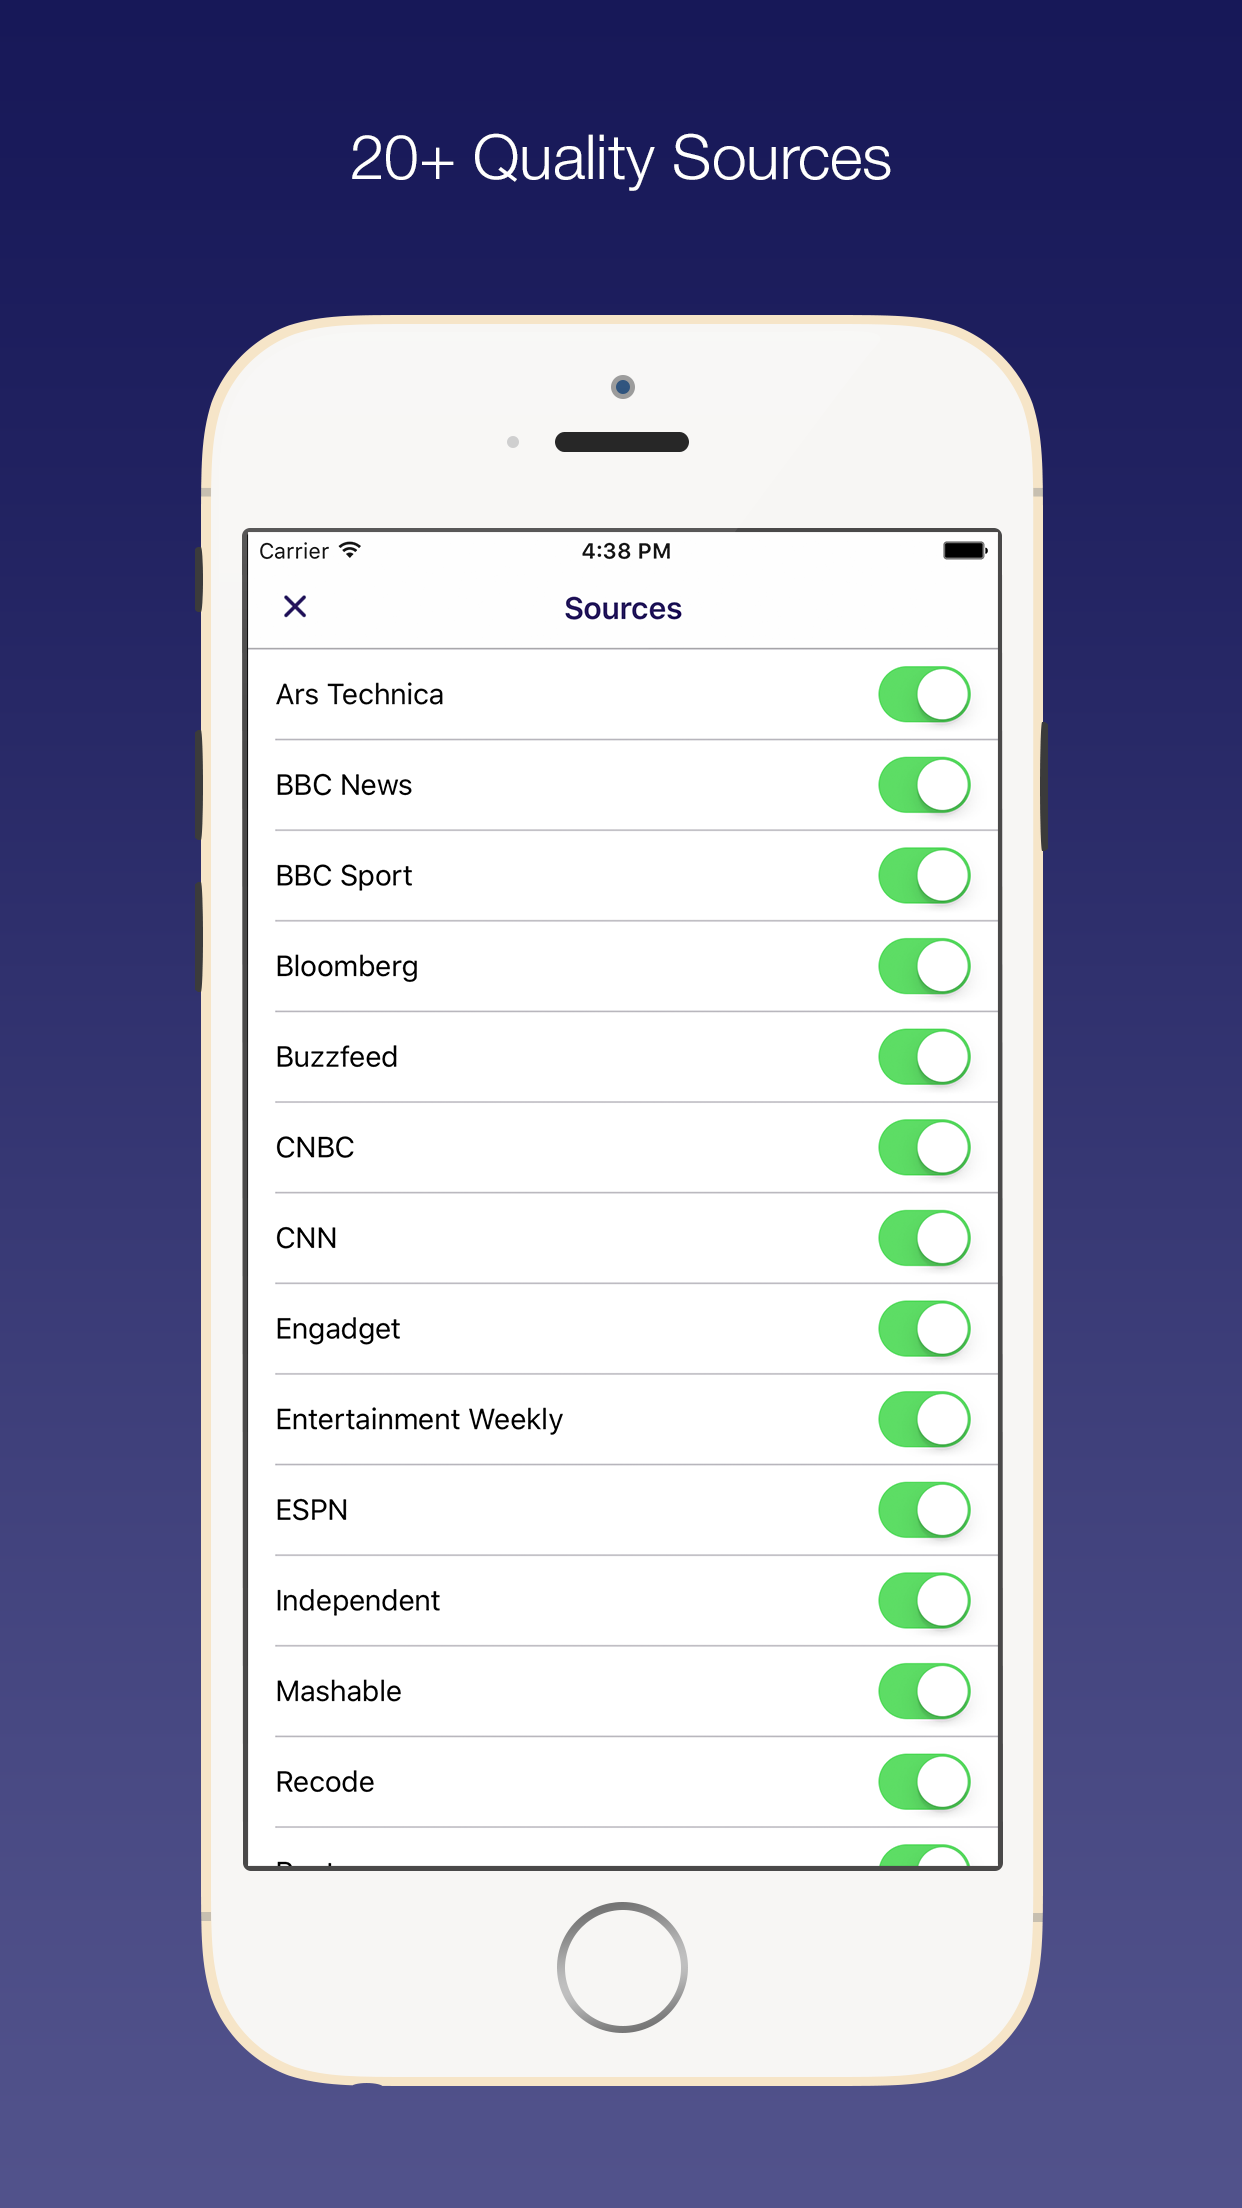 20+ Quality Sources
Carrier 4:38 PM
Sources
Ars Technica
BBC News
BBC Sport
Bloomberg
Buzzfeed
CNBC
CNN
Engadget
Entertainment Weekly
ESPN
Independent
Mashable
Recode